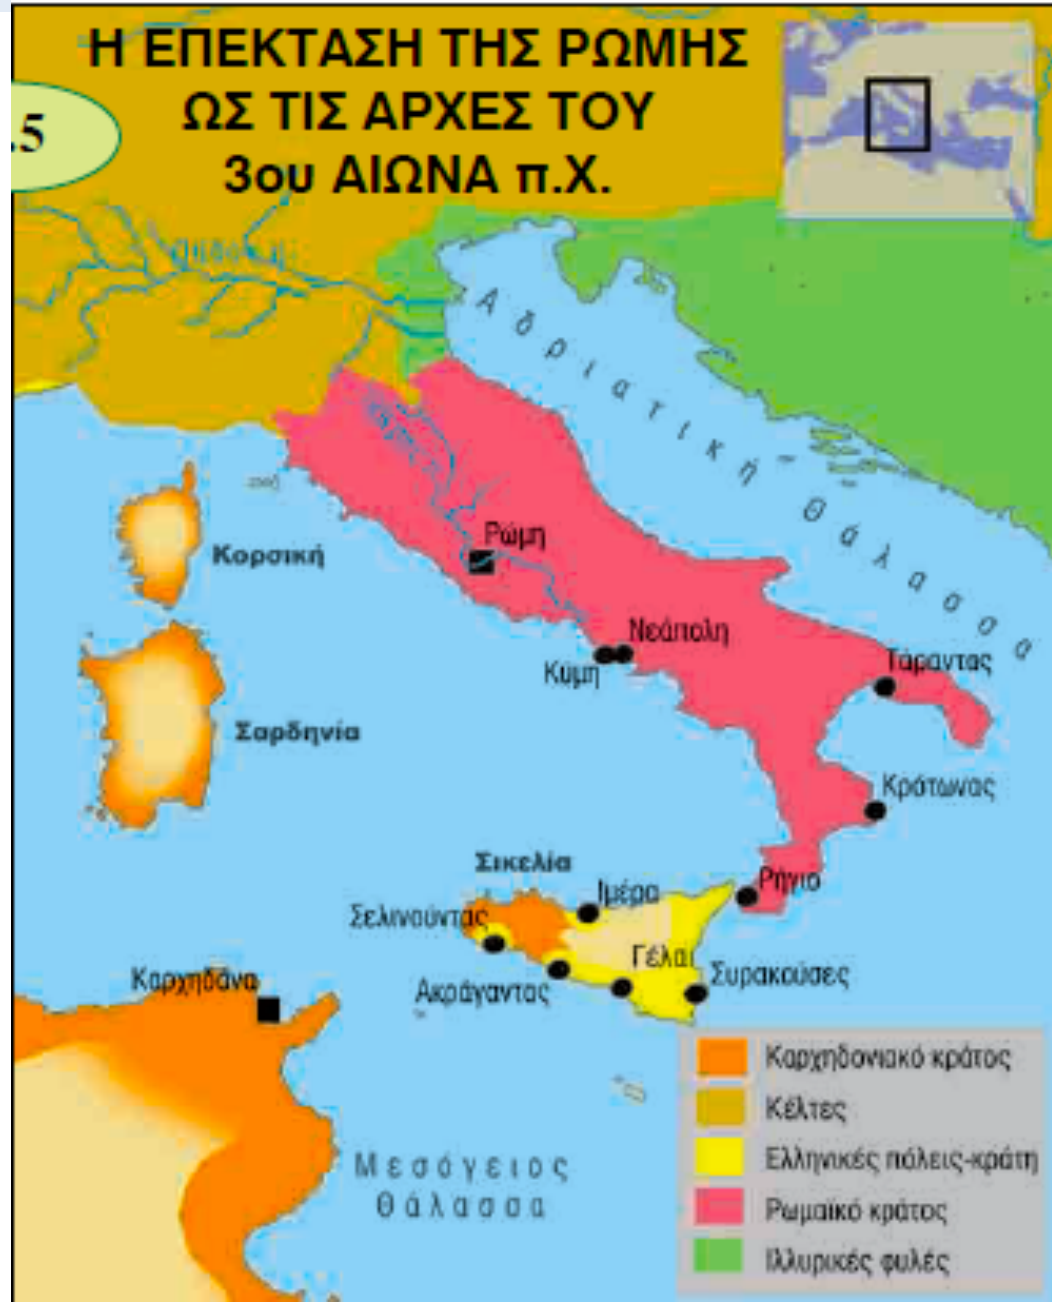 Η ΕΠΕΚΤΑΣΗ ΤΗΣ ΡΩΜΗΣ
ΩΣ ΤΙΣ ΑΡΧΕΣ ΤΟΥ
3ου ΑΙΩΝΑ π.Χ.
.5
Αδριατική Θάλασσα
Ρώμη
Κορσική
Νεάπολη
Κύμη
Τάραντας
Σαρδηνία
Κρότωνας
Σικελία
Ρήγιο
Ιμέρα
Σελινούντας
Γέλα
Καρχηδόνα
Συρακούσες
Ακράγαντας
Καρχηδονιακό κράτος
Κέλτες
Ελληνικές πόλεις-κράτη
Ρωμαϊκό κράτος
Ιλλυρικές φυλές
Μεσόγειος
Θάλασσα